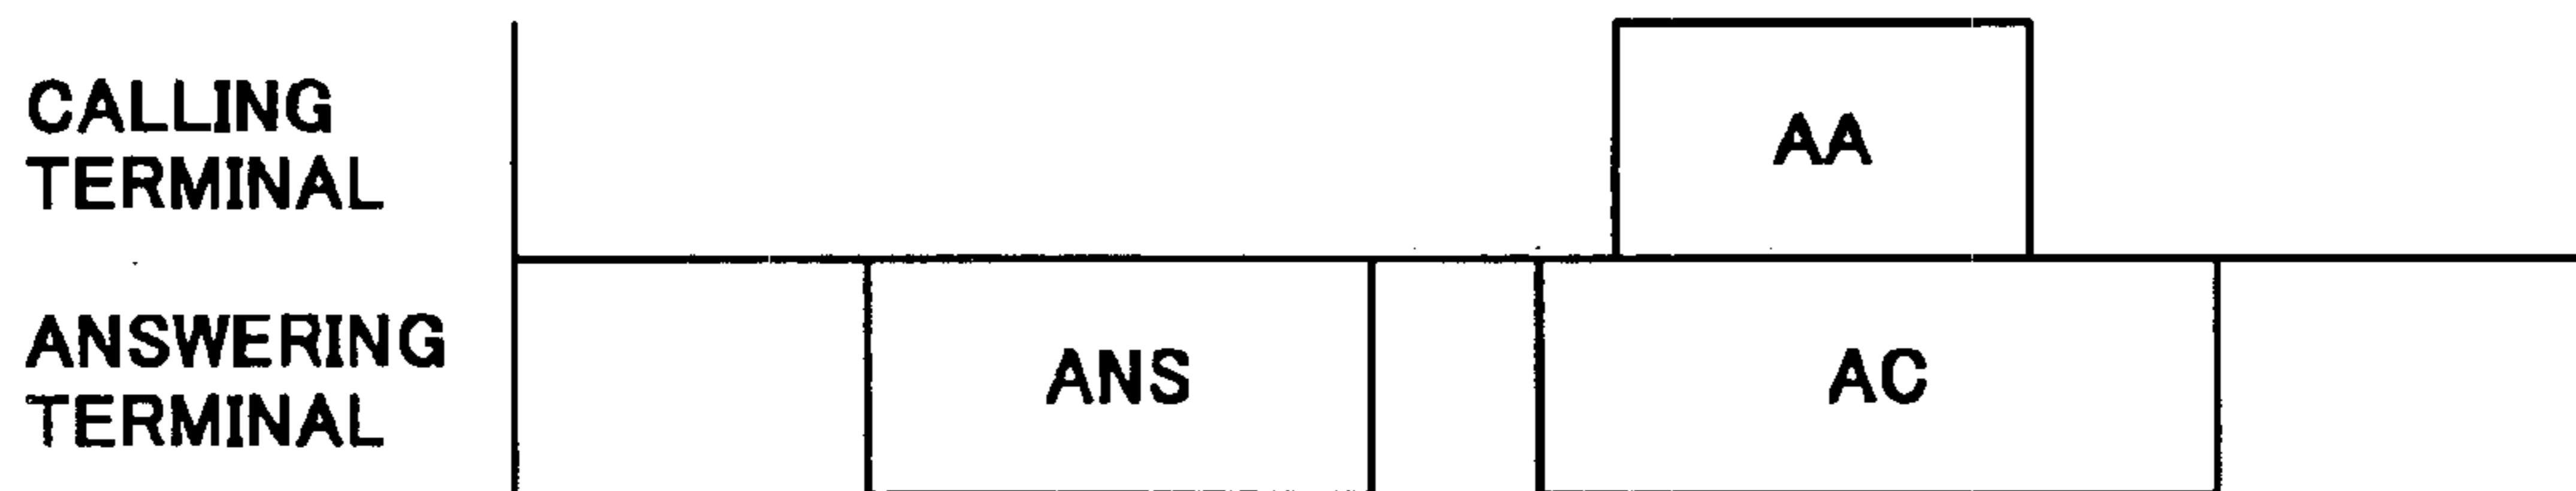 CALLING
TERMINAL
AA
ANSWERING
TERMINAL
ANS
AC